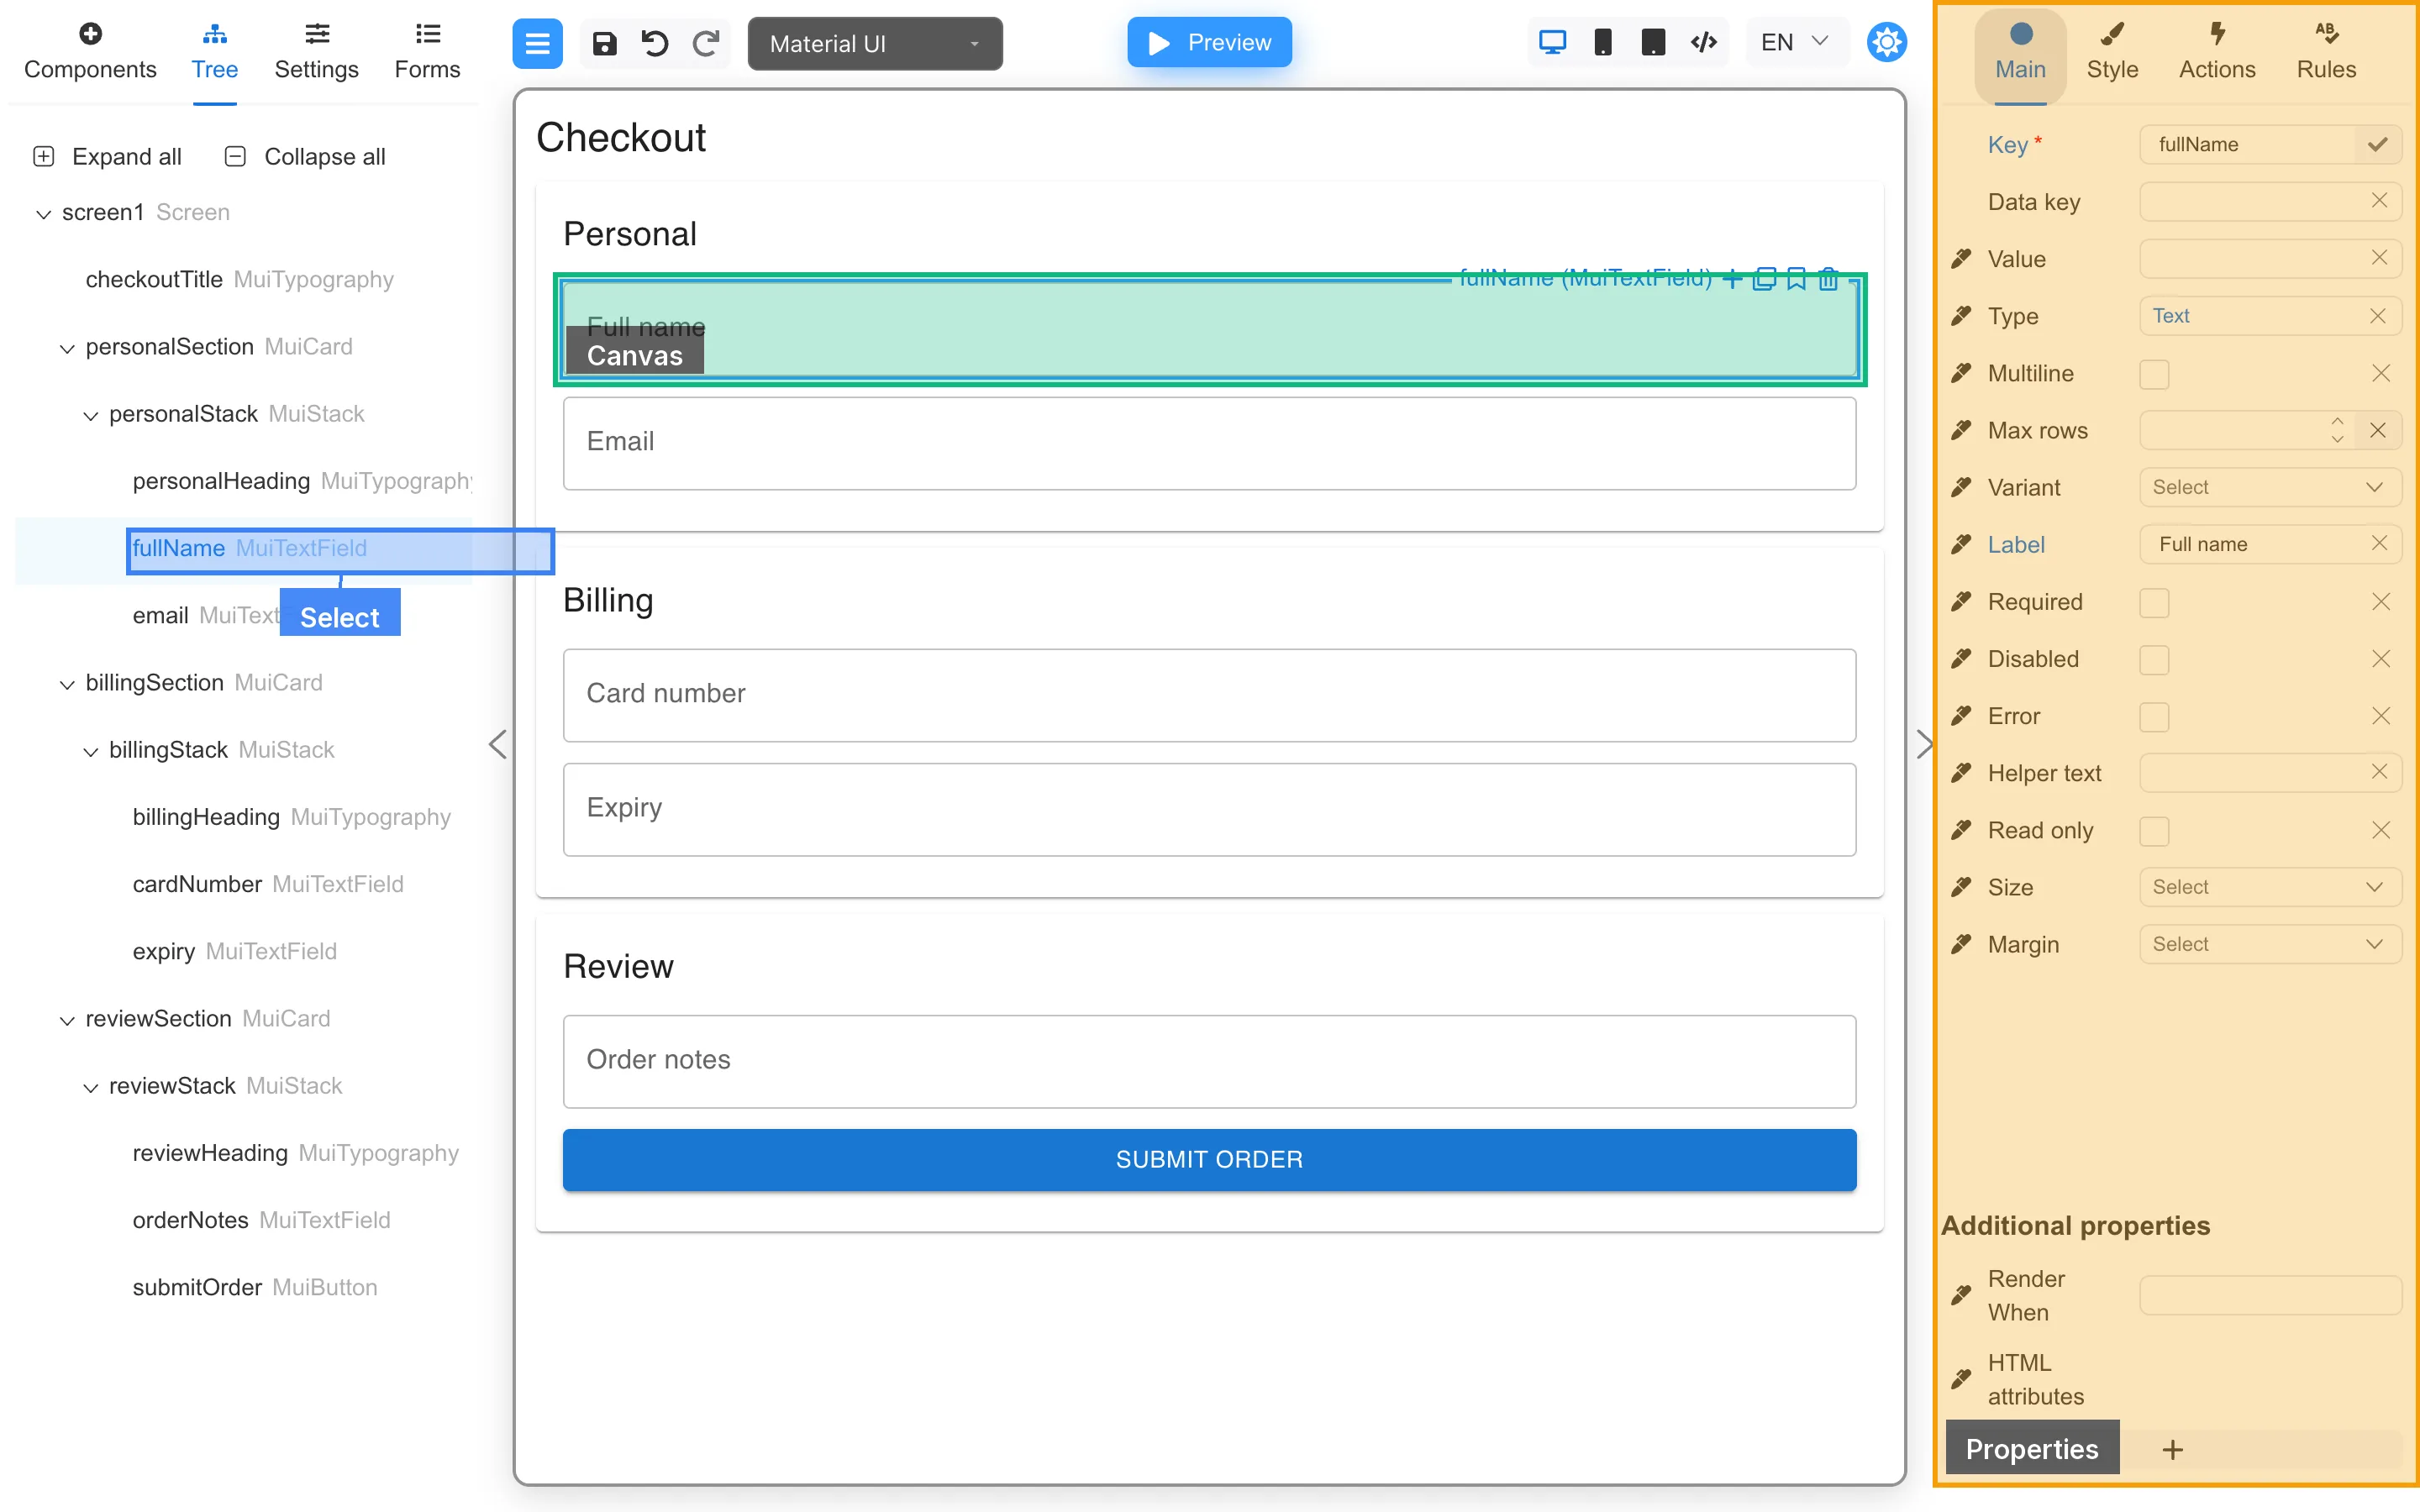 Components Tree Settings Forms
Material UI
Preview
EN
Main Style Actions Rules
Expand all Collapse all
screen1 Screen
checkoutTitle MuiTypography
personalSection MuiCard
personalStack MuiStack
personalHeading MuiTypography
fullName MuiTextField
Select
email MuiText
billingSection MuiCard
billingStack MuiStack
billingHeading MuiTypography
cardNumber MuiTextField
expiry MuiTextField
reviewSection MuiCard
reviewStack MuiStack
reviewHeading MuiTypography
orderNotes MuiTextField
submitOrder MuiButton
Checkout
Personal
fullName (MuiTextField)
Full name
Canvas
Email
Billing
Card number
Expiry
Review
Order notes
SUBMIT ORDER
Key * fullName
Data key
Value
Type Text
Multiline
Max rows
Variant Select
Label Full name
Required
Disabled
Error
Helper text
Read only
Size Select
Margin Select
Additional properties
Render
When
HTML
attributes
Properties